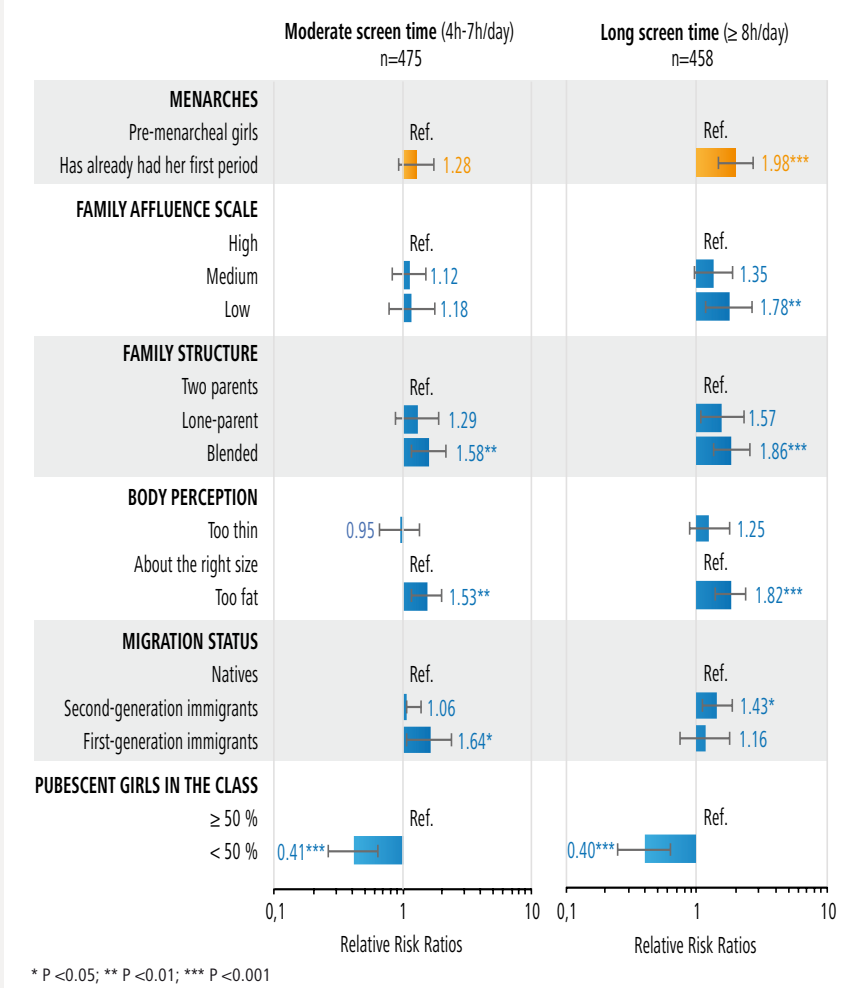 Moderate screen time (4h-7h/day) Long screen time (≥ 8h/day)
n=475 n=458
MENARCHES
Pre-menarcheal girls Ref. Ref.
Has already had her first period 1.28 1.98***
FAMILY AFFLUENCE SCALE
High Ref. Ref.
Medium 1.12 1.35
Low 1.18 1.78**
FAMILY STRUCTURE
Two parents Ref. Ref.
Lone-parent 1.29 1.57
Blended 1.58** 1.86***
BODY PERCEPTION
Too thin 0.95 1.25
About the right size Ref. Ref.
Too fat 1.53** 1.82***
MIGRATION STATUS
Natives Ref. Ref.
Second-generation immigrants 1.06 1.43*
First-generation immigrants 1.64* 1.16
PUBESCENT GIRLS IN THE CLASS
≥ 50 % Ref. Ref.
< 50 % 0.41*** 0.40***
0,1 1 10 0,1 1 10
Relative Risk Ratios Relative Risk Ratios
* P <0.05; ** P <0.01; *** P <0.001